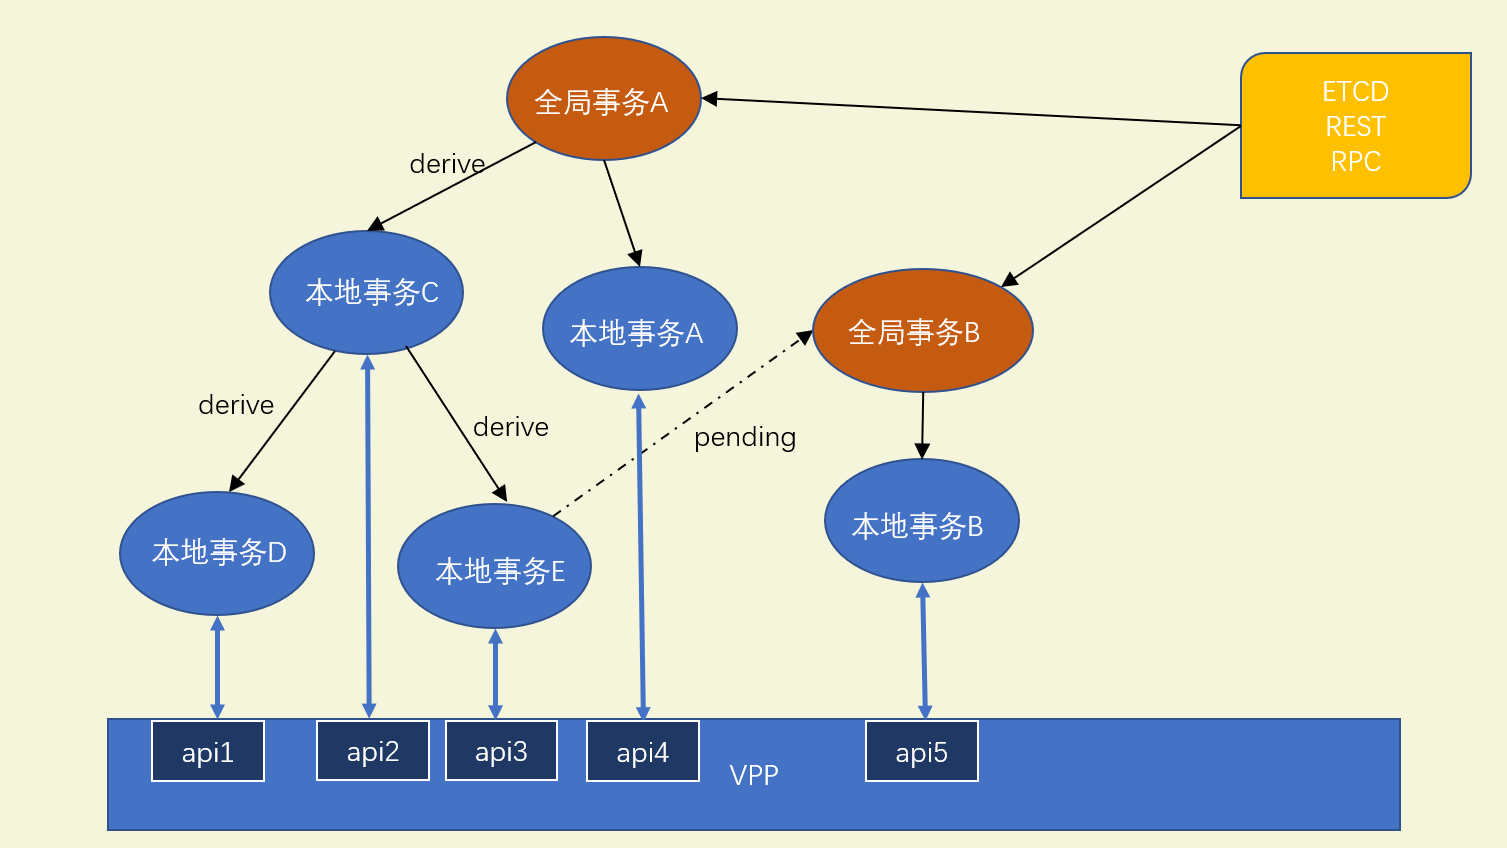 全局事务A
ETCD
REST
RPC
derive
本地事务C
本地事务A
全局事务B
derive
derive
pending
本地事务D
本地事务E
本地事务B
api1
api2
api3
api4
api5
VPP